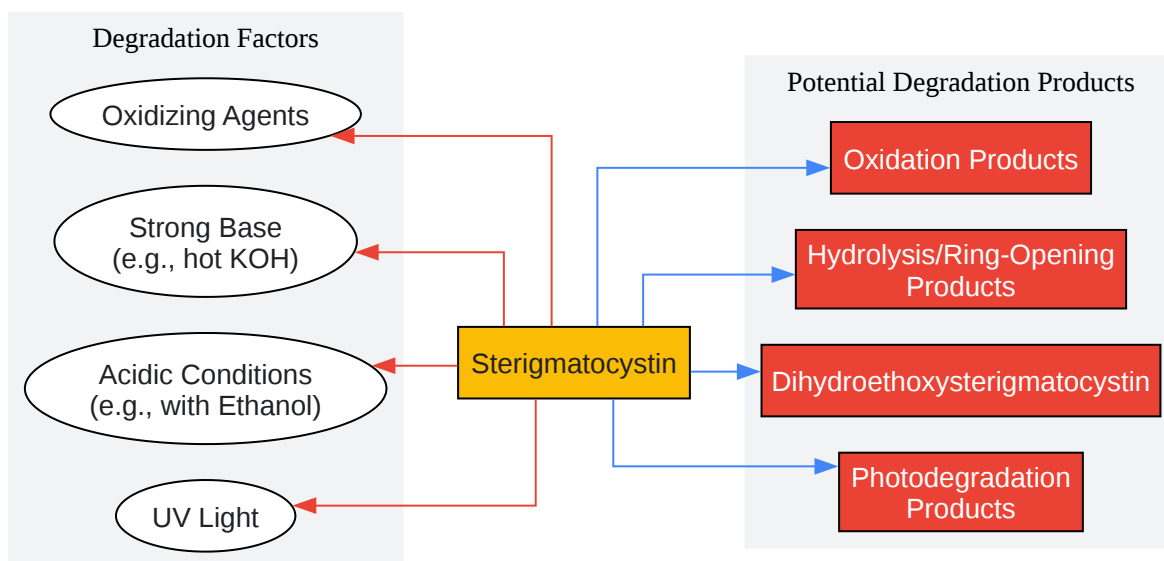 Degradation Factors
Oxidizing Agents
Strong Base
(e.g., hot KOH)
Acidic Conditions
(e.g., with Ethanol)
UV Light
Sterigmatocystin
Potential Degradation Products
Oxidation Products
Hydrolysis/Ring-Opening
Products
Dihydroethoxysterigmatocystin
Photodegradation
Products